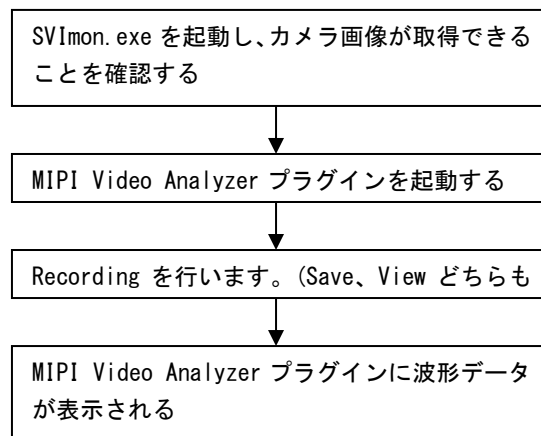 SVImon.exe を起動し、カメラ画像が取得できる
ことを確認する
MIPI Video Analyzer プラグインを起動する
Recording を行います。(Save、View どちらも
MIPI Video Analyzer プラグインに波形データ
が表示される